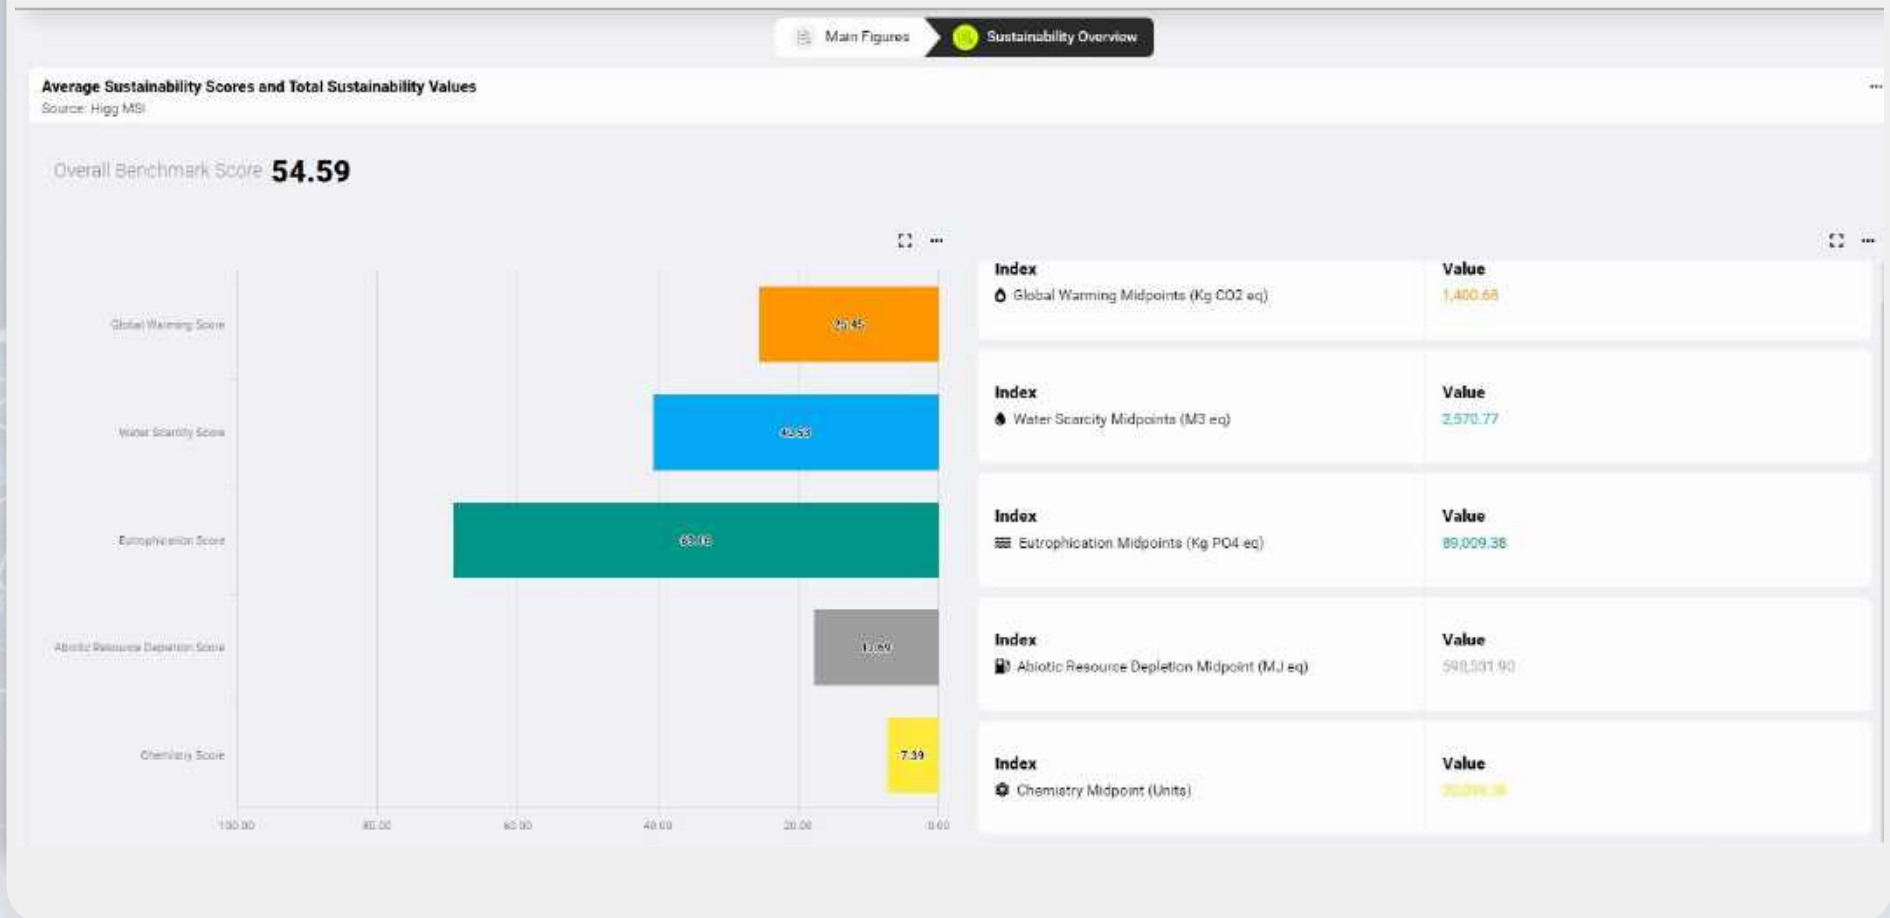 Main Figures
Sustainability Overview
Average Sustainability Scores and Total Sustainability Values
Source: Higg MSI
Overall Benchmark Score 54.59
Index Value
Global Warming Midpoints (Kg CO2 eq) 1,400.68
Global Warming Score
Index Value
Water Scarcity Midpoints (M3 eq) 2,570.77
Water Scarcity Score
Index Value
Eutrophication Midpoints (Kg PO4 eq) 89,009.38
Eutrophication Score
Index Value
Abiotic Resource Depletion Midpoint (MJ eq)
Abiotic Resource Depletion Score
Chemistry Score 7.39
Index Value
Chemistry Midpoint (Units)
100.00 80.00 60.00 40.00 20.00 0.00